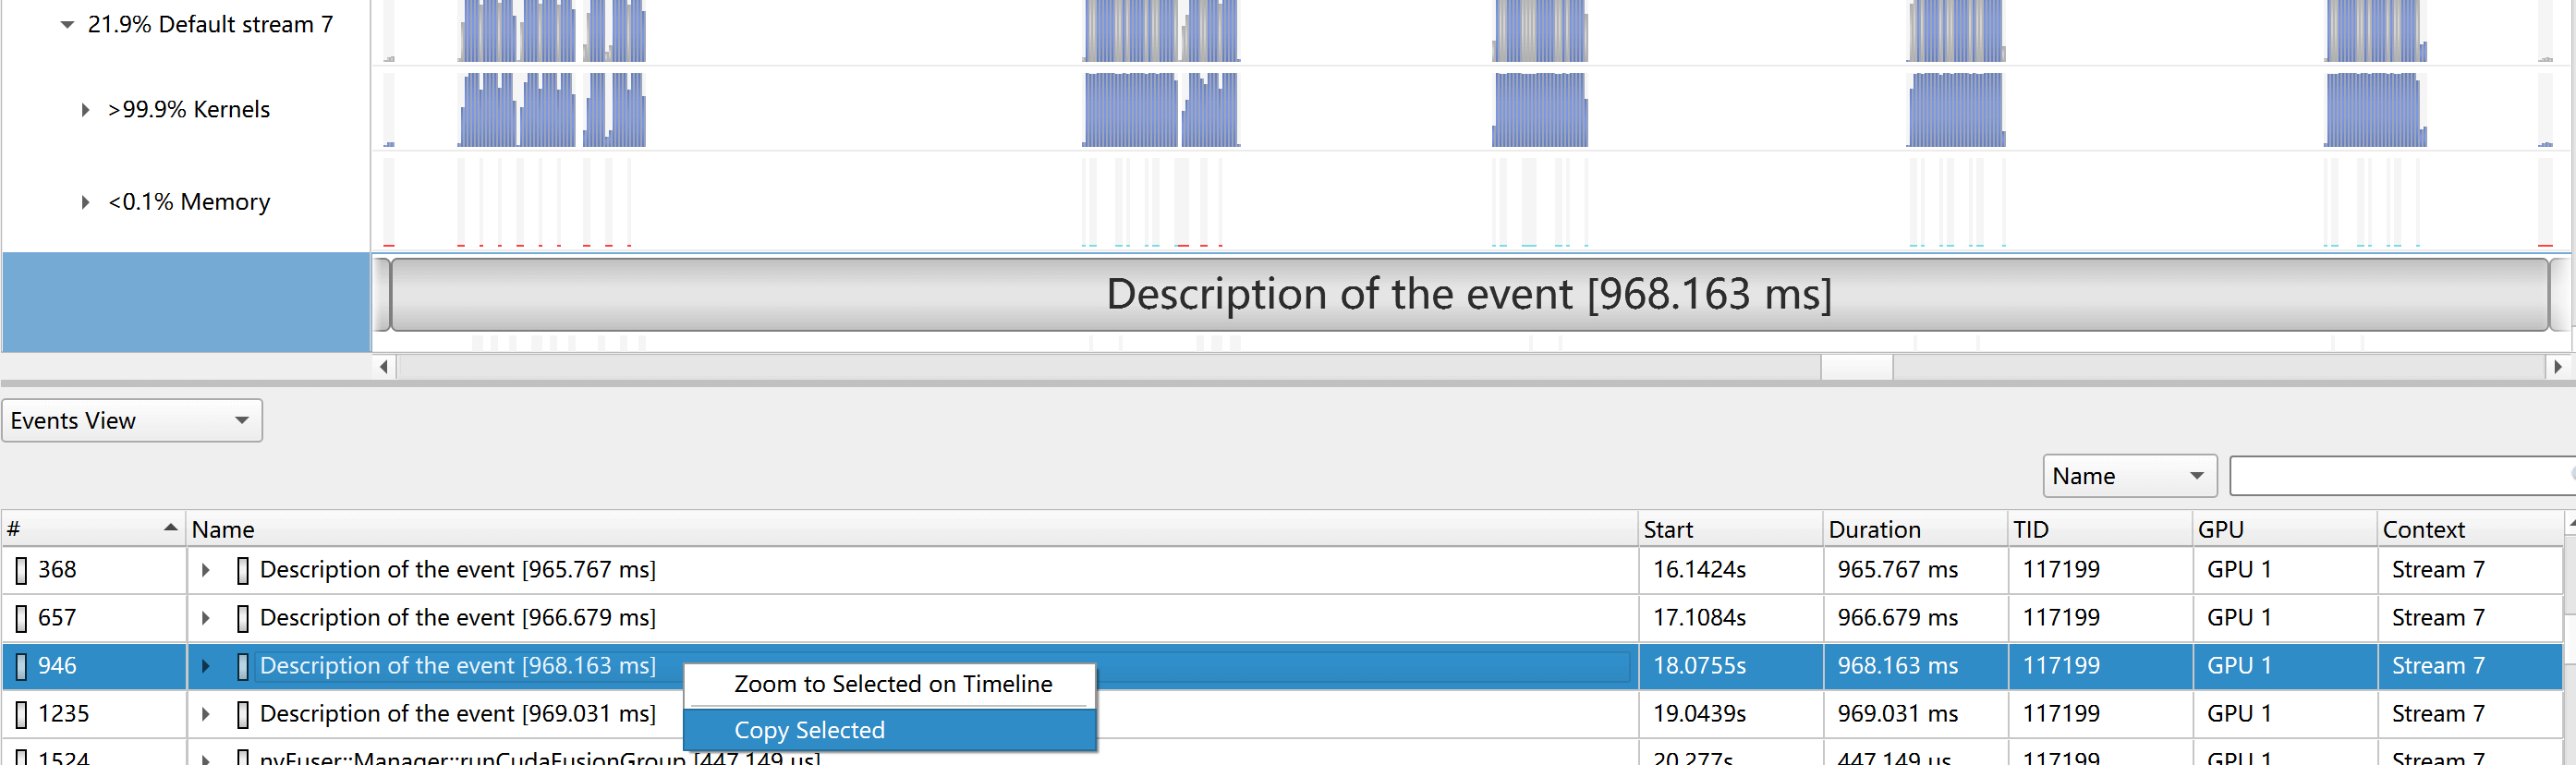 21.9% Default stream 7
>99.9% Kernels
<0.1% Memory
Description of the event [968.163 ms]
Events View
Name
# Name Start Duration TID GPU Context
368 Description of the event [965.767 ms] 16.1424s 965.767 ms 117199 GPU 1 Stream 7
657 Description of the event [966.679 ms] 17.1084s 966.679 ms 117199 GPU 1 Stream 7
946 Description of the event [968.163 ms] 18.0755s 968.163 ms 117199 GPU 1 Stream 7
Zoom to Selected on Timeline
1235 Description of the event [969.031 ms] 19.0439s 969.031 ms 117199 GPU 1 Stream 7
Copy Selected
1524 nvFuser::Manager::runCudaFusionGroup [447.149 us] 20.277s 447.149 us 117199 GPU 1 Stream 7